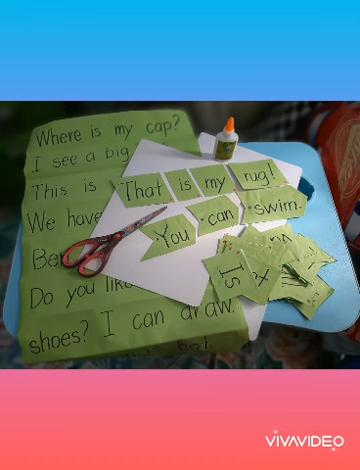 Where is my cap?
I see a big
This is
That is my rug!
We have
You can swim.
Do you like
Is
shoes? I can draw.
VIVAVIDEO